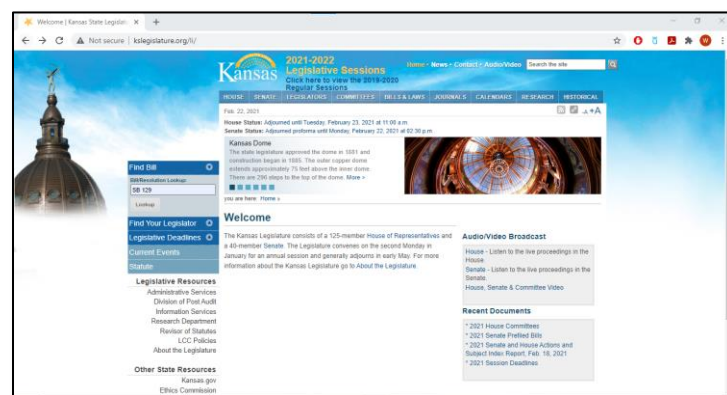 Welcome | Kansas State Legislatu
Not secure | kslegislature.org/li/
Kansas
2021-2022
Legislative Sessions
Click here to view the 2019-2020
Regular Sessions
Home - News - Contact - Audio/Video
Search the site
HOUSE SENATE LEGISLATORS COMMITTEES BILLS & LAWS JOURNALS CALENDARS RESEARCH HISTORICAL
Feb. 22, 2021
House Status: Adjourned until Tuesday, February 23, 2021 at 11:00 a.m.
Senate Status: Adjourned proforma until Monday, February 22, 2021 at 02:30 p.m.
Kansas Dome
The state legislature approved the dome in 1881 and
construction began in 1885. The outer copper dome
extends approximately 75 feet above the inner dome.
There are 296 steps to the top of the dome. More »
you are here: Home »
Find Bill
Bill/Resolution Lookup:
SB 129
Lookup
Find Your Legislator
Legislative Deadlines
Current Events
Statute
Legislative Resources
Administrative Services
Division of Post Audit
Information Services
Research Department
Revisor of Statutes
LCC Policies
About the Legislature
Other State Resources
Kansas.gov
Ethics Commission
Welcome
The Kansas Legislature consists of a 125-member House of Representatives and
a 40-member Senate. The Legislature convenes on the second Monday in
January for an annual session and generally adjourns in early May. For more
information about the Kansas Legislature go to About the Legislature.
Audio/Video Broadcast
House - Listen to the live proceedings in the
House.
Senate - Listen to the live proceedings in the
Senate.
House, Senate & Committee Video
Recent Documents
* 2021 House Committees
* 2021 Senate Prefiled Bills
* 2021 Senate and House Actions and
Subject Index Report, Feb. 18, 2021
* 2021 Session Deadlines